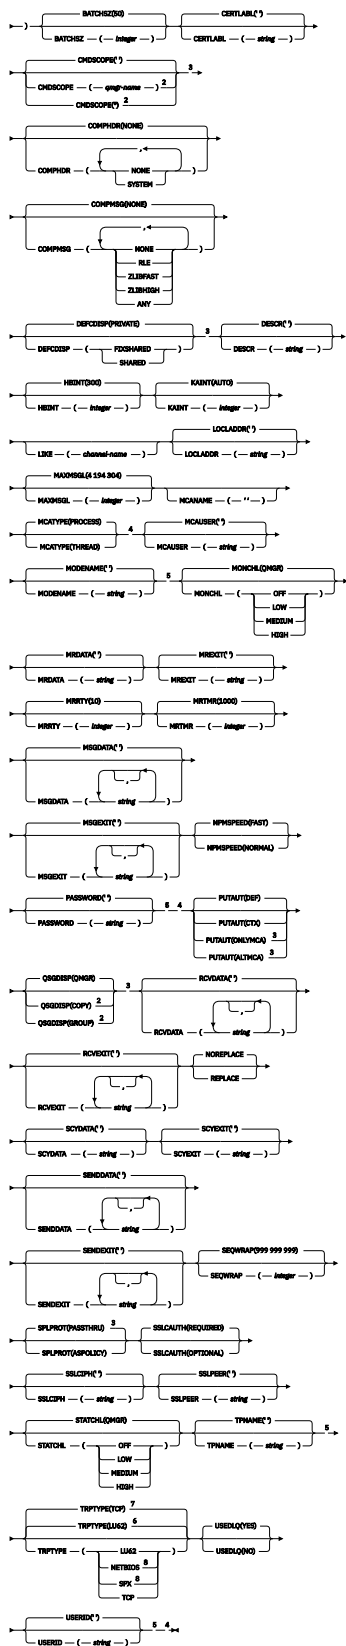 ) BATCHSZ(50) CERTLABL(' ')
BATCHSZ ( integer ) CERTLABL ( string )
CMDSCOPE(' ') 3
CMDSCOPE ( qmgr-name ) 2
CMDSCOPE(*) 2
COMPHDR(NONE)
,
COMPHDR ( NONE )
SYSTEM
COMPMSG(NONE)
,
COMPMSG ( NONE )
RLE
ZLIBFAST
ZLIBHIGH
ANY
DEFCDISP(PRIVATE) 3 DESCR(' ')
DEFCDISP ( FIXSHARED ) DESCR ( string )
SHARED
HBINT(300) KAINT(AUTO)
HBINT ( integer ) KAINT ( integer )
LOCLADDR(' ')
LIKE ( channel-name ) LOCLADDR ( string )
MAXMSGL(4 194 304)
MAXMSGL ( integer ) MCANAME ( ' ' )
MCATYPE(PROCESS) 4 MCAUSER(' ')
MCATYPE(THREAD) MCAUSER ( string )
MODENAME(' ') 5 MONCHL(QMGR)
MODENAME ( string ) MONCHL ( OFF )
LOW
MEDIUM
HIGH
MRDATA(' ') MREXIT(' ')
MRDATA ( string ) MREXIT ( string )
MRRTY(10) MRTMR(1000)
MRRTY ( integer ) MRTMR ( integer )
MSGDATA(' ')
,
MSGDATA ( string )
MSGEXIT(' ') NPMSPEED(FAST)
, NPMSPEED(NORMAL)
MSGEXIT ( string )
PASSWORD(' ') 5 4 PUTAUT(DEF)
PASSWORD ( string ) PUTAUT(CTX)
PUTAUT(ONLYMCA) 3
PUTAUT(ALTMCA) 3
QSGDISP(QMGR) 3 RCVDATA(' ')
QSGDISP(COPY) 2 ,
QSGDISP(GROUP) 2 RCVDATA ( string )
RCVEXIT(' ') NOREPLACE
, REPLACE
RCVEXIT ( string )
SCYDATA(' ') SCYEXIT(' ')
SCYDATA ( string ) SCYEXIT ( string )
SENDDATA(' ')
,
SENDDATA ( string )
SENDEXIT(' ') SEQWRAP(999 999 999)
, SEQWRAP ( integer )
SENDEXIT ( string )
SPLPROT(PASSTHRU) 3 SSLCAUTH(REQUIRED)
SPLPROT(ASPOLICY) SSLCAUTH(OPTIONAL)
SSLCIPH(' ') SSLPEER(' ')
SSLCIPH ( string ) SSLPEER ( string )
STATCHL(QMGR) TPNAME(' ') 5
STATCHL ( OFF ) TPNAME ( string )
LOW
MEDIUM
HIGH
TRPTYPE(TCP) 7
TRPTYPE(LU62) 6 USEDLQ(YES)
TRPTYPE ( LU62 ) USEDLQ(NO)
NETBIOS 8
SPX 8
TCP
USERID(' ') 5 4
USERID ( string )